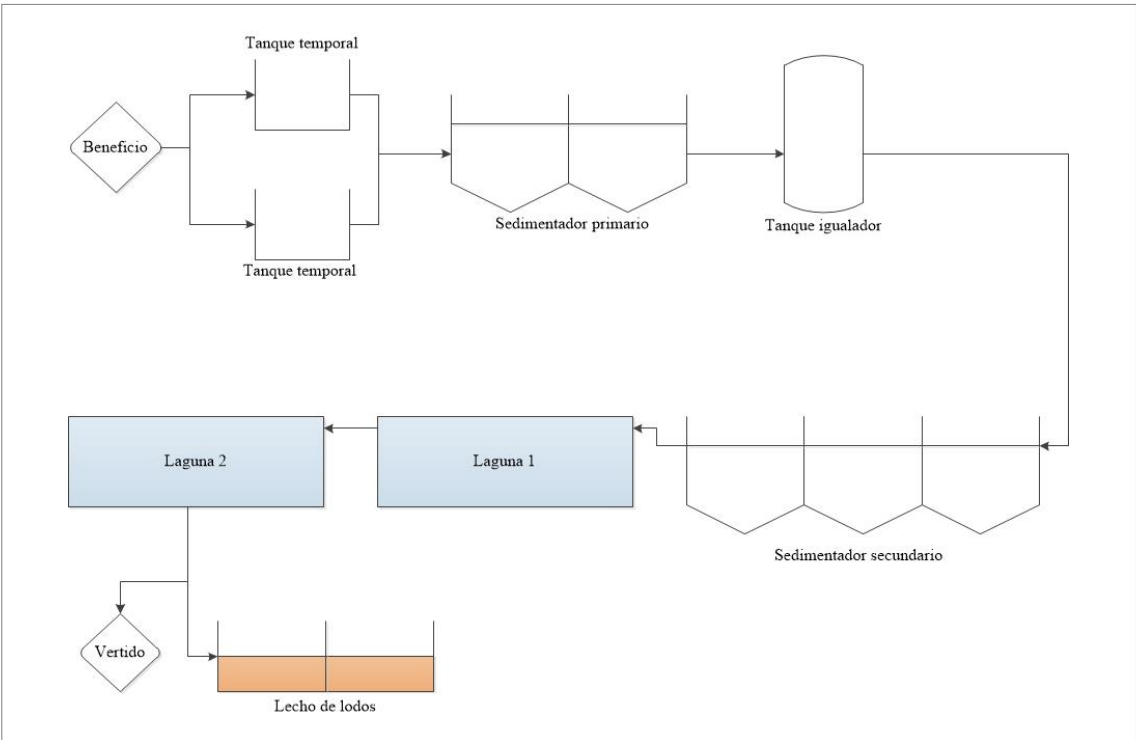 Tanque temporal
Beneficio
Sedimentador primario
Tanque igualador
Tanque temporal
Laguna 2
Laguna 1
Sedimentador secundario
Vertido
Lecho de lodos